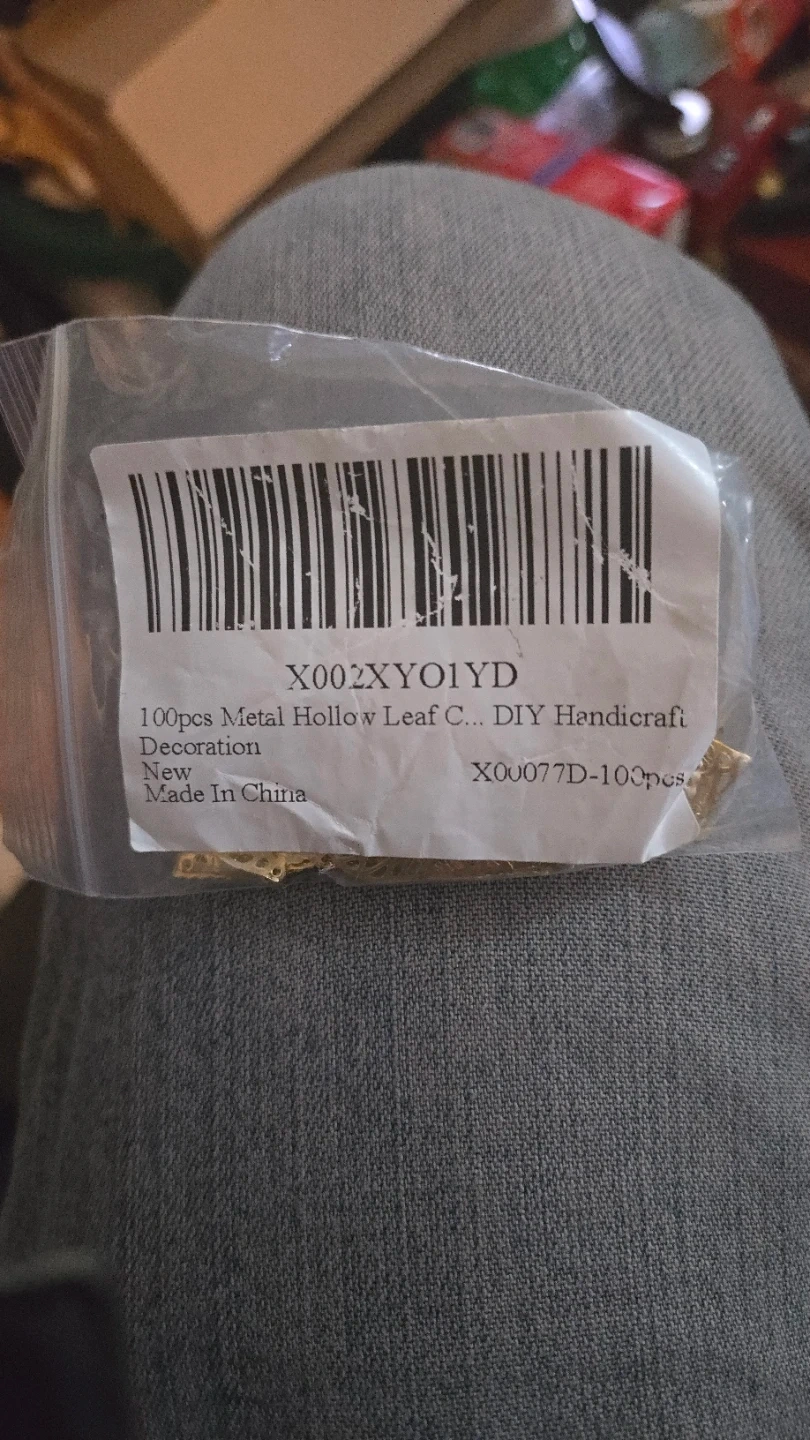 X002XYO1YD
100pcs Metal Hollow Leaf C... DIY Handicraft
Decoration
New X00077D-100pcs
Made In China